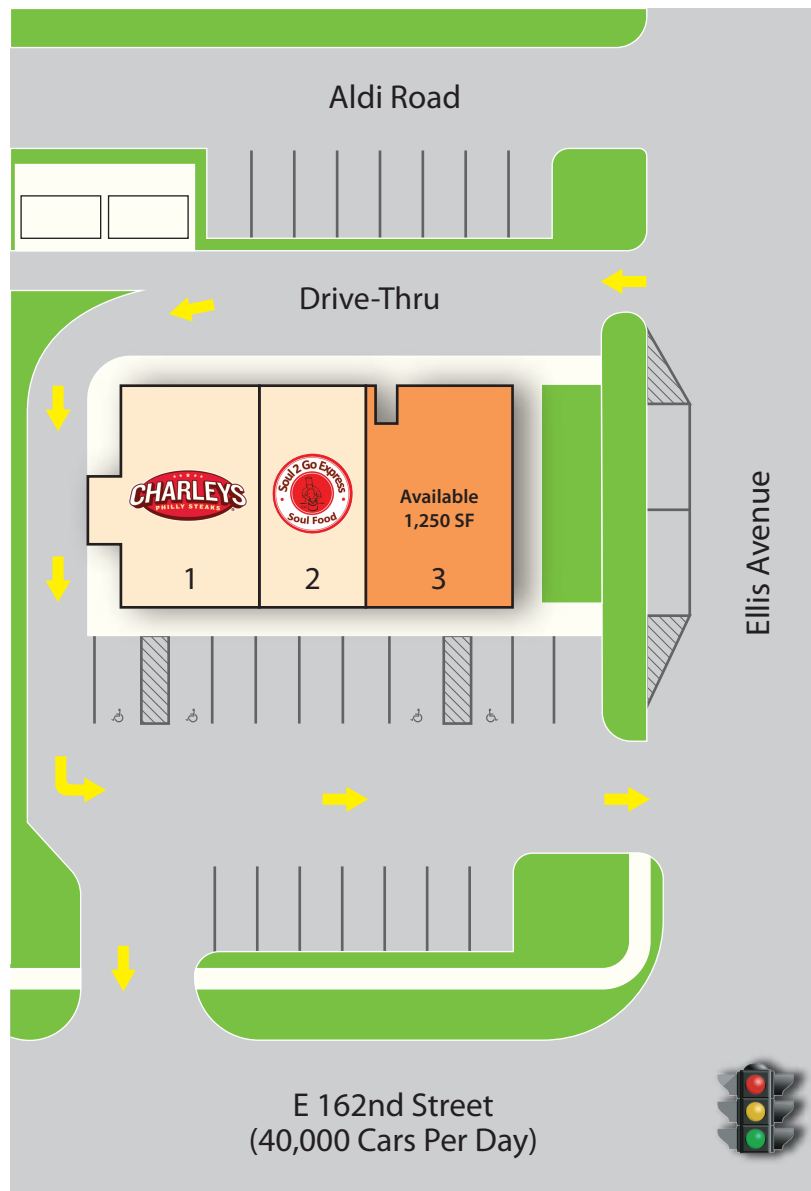 Aldi Road
Drive-Thru
CHARLEYS
PHILLY STEAKS
Soul 2 Go Express
Soul Food
Available
1,250 SF
1
2
3
Ellis Avenue
E 162nd Street
(40,000 Cars Per Day)